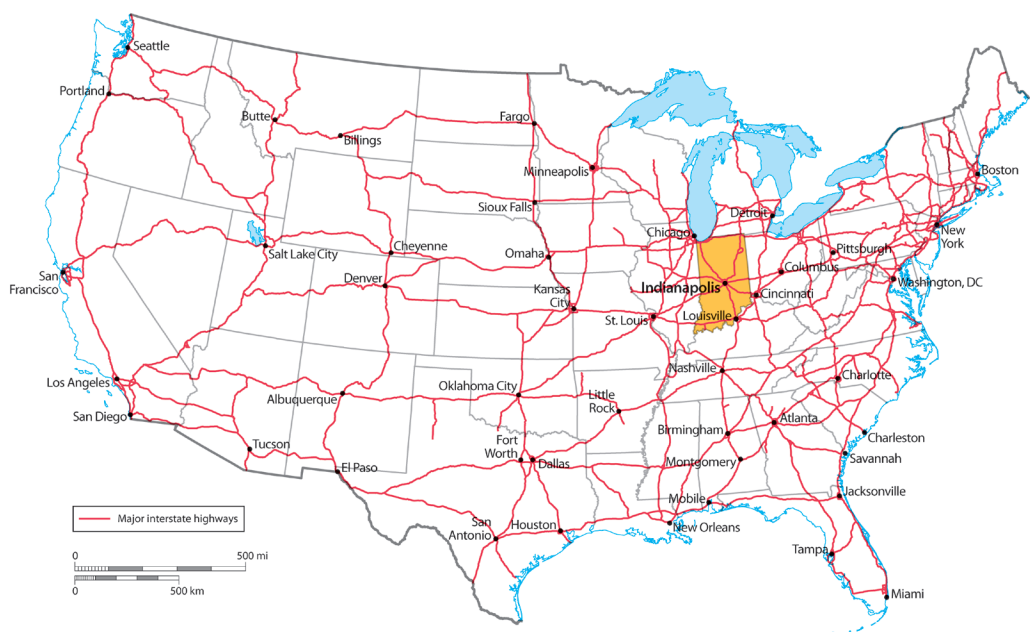 Seattle
Portland
Butte
Billings
Fargo
Minneapolis
Boston
Sioux Falls
Detroit
Chicago
New
York
Salt Lake City
Cheyenne
Omaha
Pittsburgh
San
Francisco
Denver
Kansas
City
Indianapolis
Columbus
Cincinnati
Washington, DC
St. Louis
Louisville
Nashville
Charlotte
Los Angeles
Albuquerque
Oklahoma City
Little
Rock
San Diego
Birmingham
Atlanta
Charleston
Tucson
El Paso
Fort
Worth
Dallas
Montgomery
Savannah
Mobile
Jacksonville
San
Antonio
Houston
New Orleans
Tampa
Miami
Major interstate highways
0 500 mi
0 500 km